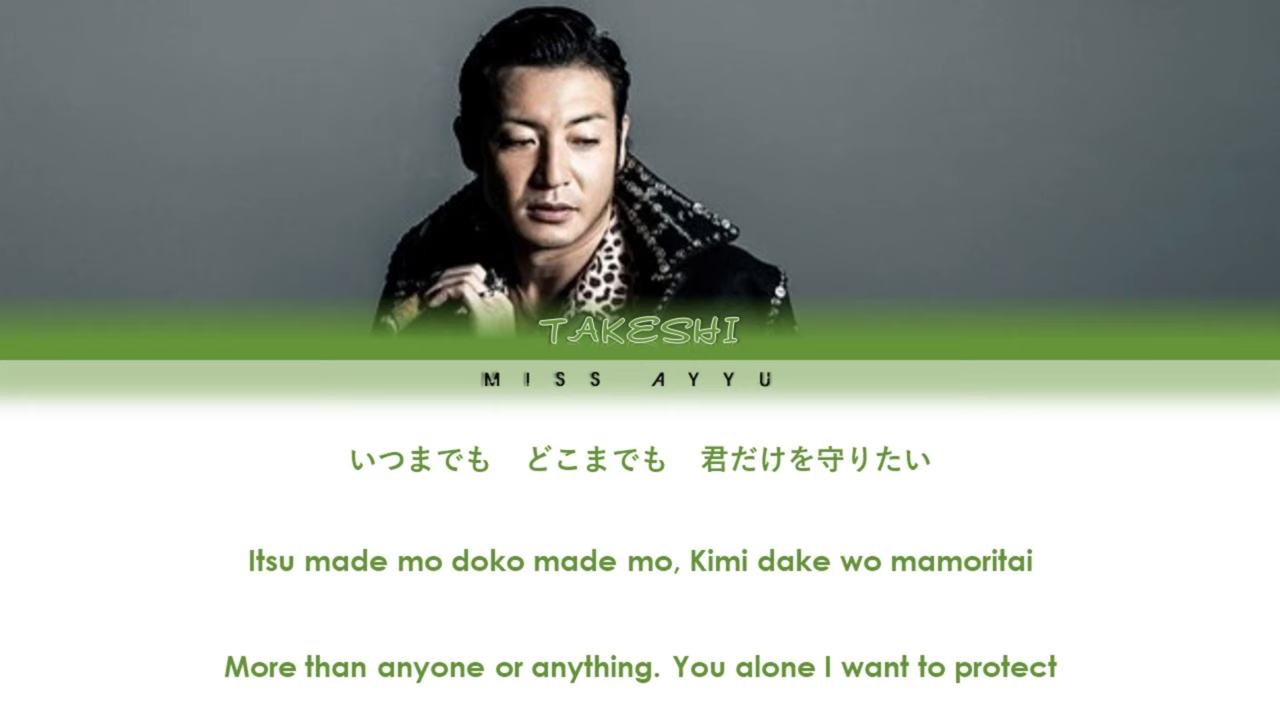 TAKESHI
MISS AYYU
いつまでも　どこまでも　君だけを守りたい
Itsu made mo doko made mo, Kimi dake wo mamoritai
More than anyone or anything. You alone I want to protect